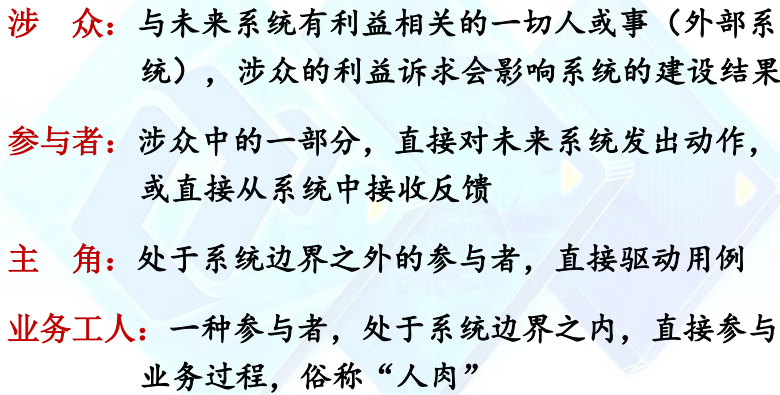 涉　众：与未来系统有利益相关的一切人或事（外部系
统），涉众的利益诉求会影响系统的建设结果
参与者：涉众中的一部分，直接对未来系统发出动作，
或直接从系统中接收反馈
主　角：处于系统边界之外的参与者，直接驱动用例
业务工人：一种参与者，处于系统边界之内，直接参与
业务过程，俗称“人肉”